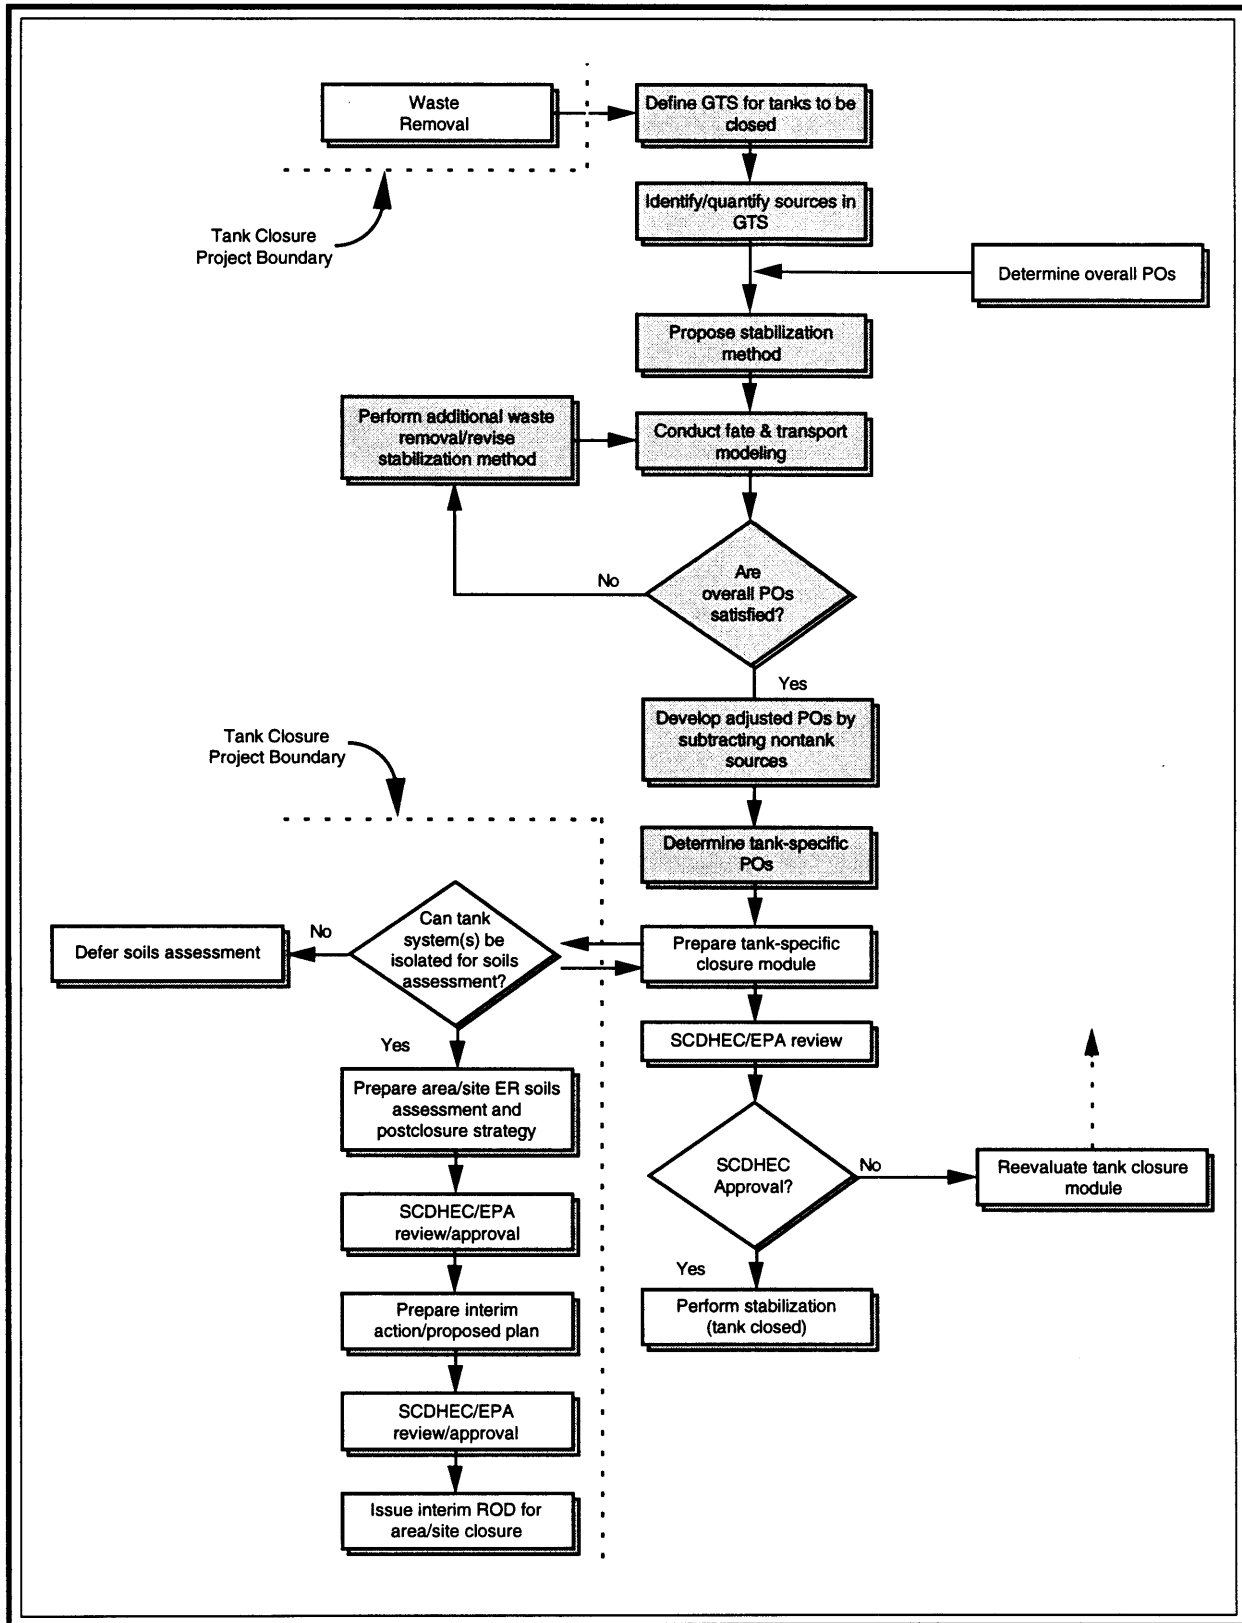 Waste
Removal
Define GTS for tanks to be
closed
Identify/quantify sources in
GTS
Tank Closure
Project Boundary
Determine overall POs
Propose stabilization
method
Perform additional waste
removal/revise
stabilization method
Conduct fate & transport
modeling
No
Are
overall POs
satisfied?
Yes
Develop adjusted POs by
subtracting nontank
sources
Tank Closure
Project Boundary
Determine tank-specific
POs
Can tank
system(s) be
isolated for soils
assessment?
No
Defer soils assessment
Prepare tank-specific
closure module
SCDHEC/EPA review
Yes
Prepare area/site ER soils
assessment and
postclosure strategy
SCDHEC
Approval?
No
Reevaluate tank closure
module
SCDHEC/EPA
review/approval
Yes
Perform stabilization
(tank closed)
Prepare interim
action/proposed plan
SCDHEC/EPA
review/approval
Issue interim ROD for
area/site closure